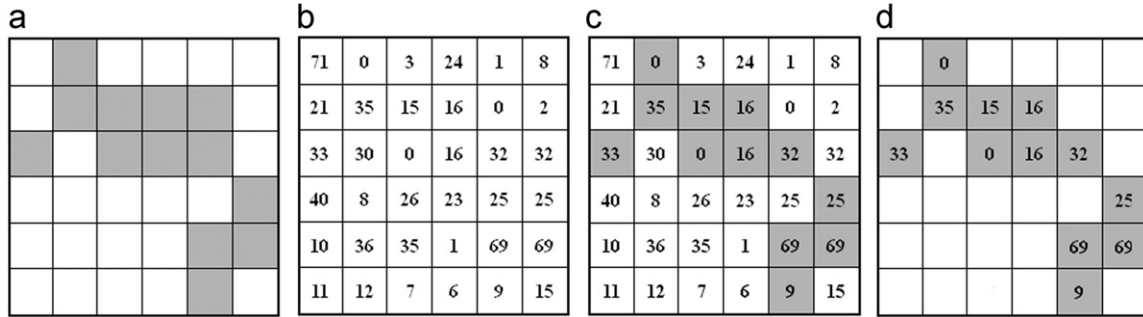 a b c d
71 0 3 24 1 8 71 0 3 24 1 8 0
21 35 15 16 0 2 21 35 15 16 0 2 35 15 16
33 30 0 16 32 32 33 30 0 16 32 32 33 0 16 32
40 8 26 23 25 25 40 8 26 23 25 25 25
10 36 35 1 69 69 10 36 35 1 69 69 69 69
11 12 7 6 9 15 11 12 7 6 9 15 9